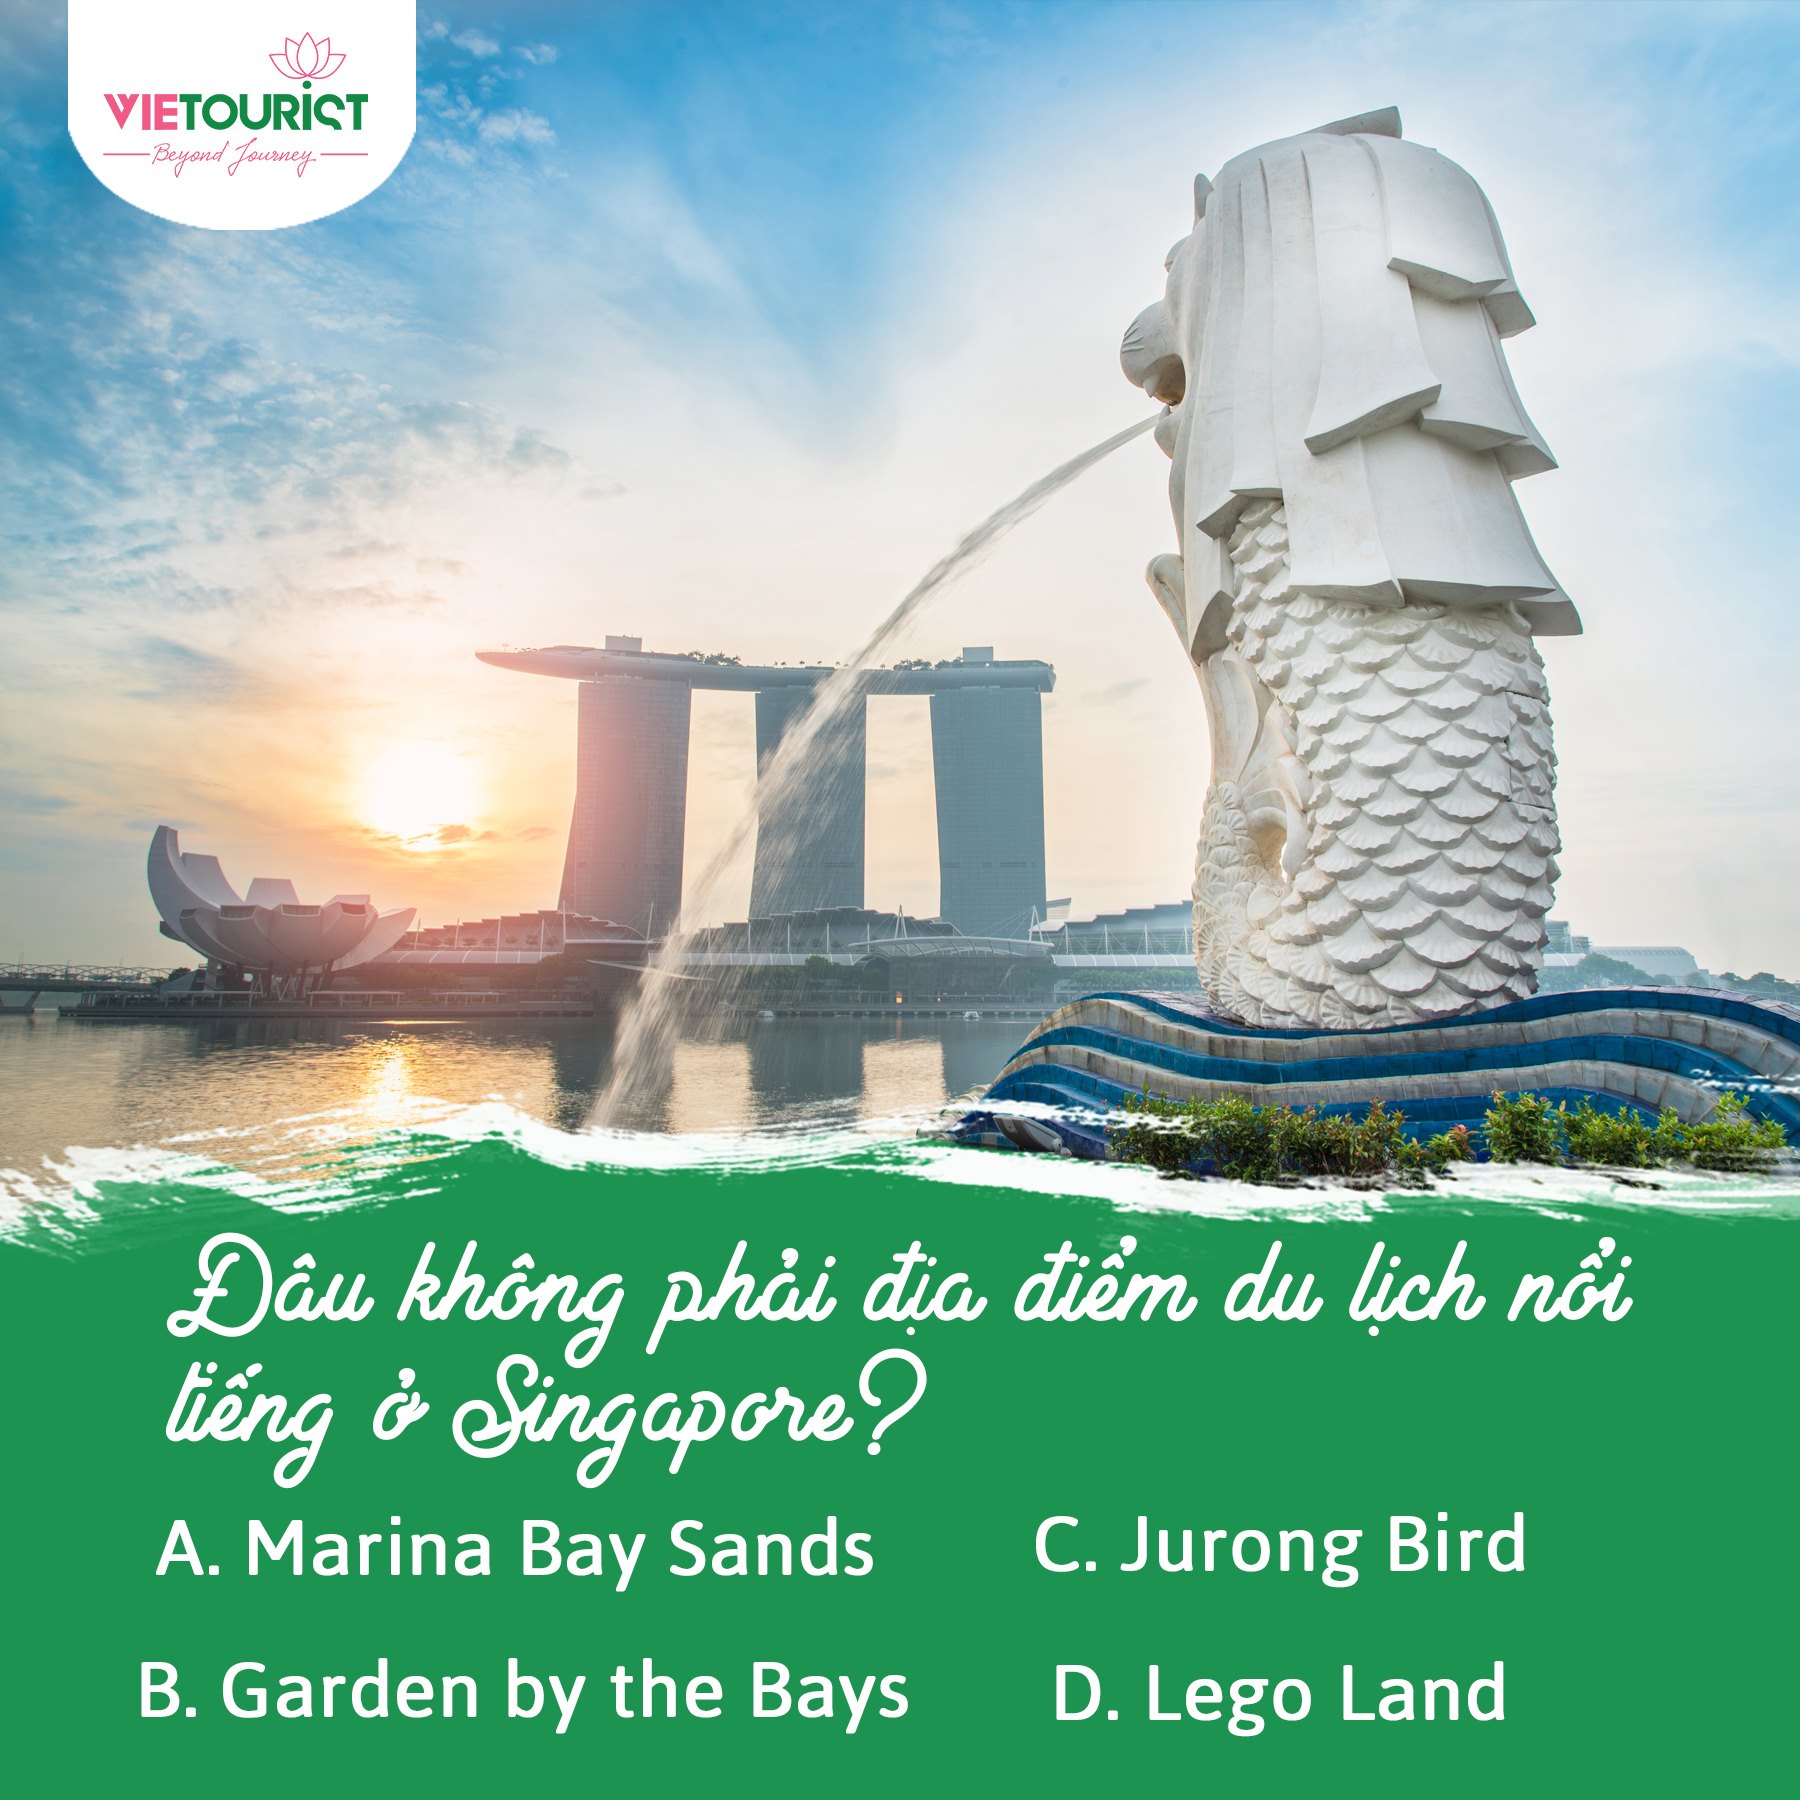 VIETOURIST
Beyond Journey
Đâu không phải địa điểm du lịch nổi
tiếng ở Singapore?
A. Marina Bay Sands
C. Jurong Bird
B. Garden by the Bays
D. Lego Land